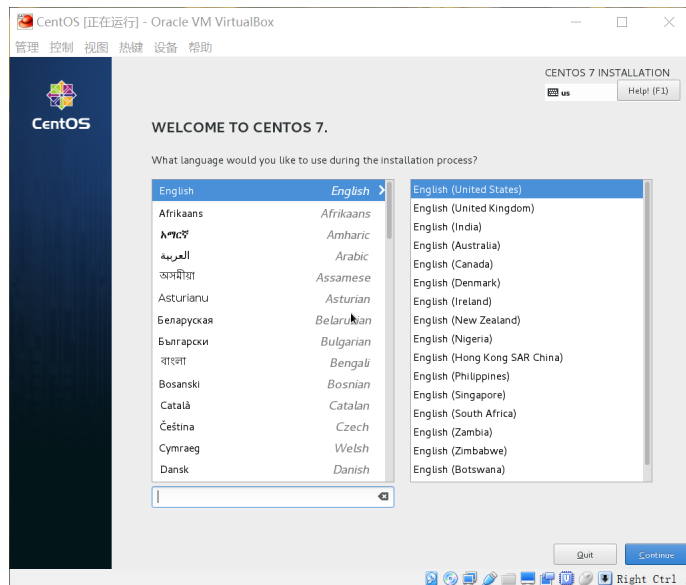 CentOS [正在运行] - Oracle VM VirtualBox
管理 控制 视图 热键 设备 帮助
CentOS
CENTOS 7 INSTALLATION
us
Help! (F1)
WELCOME TO CENTOS 7.
What language would you like to use during the installation process?
English English
Afrikaans Afrikaans
አማርኛ Amharic
العربية Arabic
অসমীয়া Assamese
Asturianu Asturian
Беларуская Belarusian
Български Bulgarian
বাংলা Bengali
Bosanski Bosnian
Català Catalan
Čeština Czech
Cymraeg Welsh
Dansk Danish
English (United States)
English (United Kingdom)
English (India)
English (Australia)
English (Canada)
English (Denmark)
English (Ireland)
English (New Zealand)
English (Nigeria)
English (Hong Kong SAR China)
English (Philippines)
English (Singapore)
English (South Africa)
English (Zambia)
English (Zimbabwe)
English (Botswana)
Quit
Continue
Right Ctrl